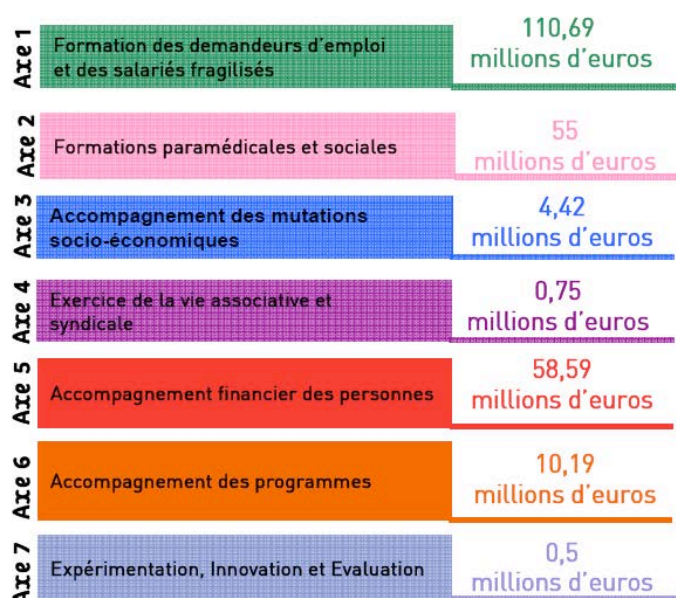 Axe 1
Formation des demandeurs d'emploi
et des salariés fragilisés
110,69
millions d'euros
Axe 2
Formations paramédicales et sociales
55
millions d'euros
Axe 3
Accompagnement des mutations
socio-économiques
4,42
millions d'euros
Axe 4
Exercice de la vie associative et
syndicale
0,75
millions d'euros
Axe 5
Accompagnement financier des personnes
58,59
millions d'euros
Axe 6
Accompagnement des programmes
10,19
millions d'euros
Axe 7
Expérimentation, Innovation et Evaluation
0,5
millions d'euros